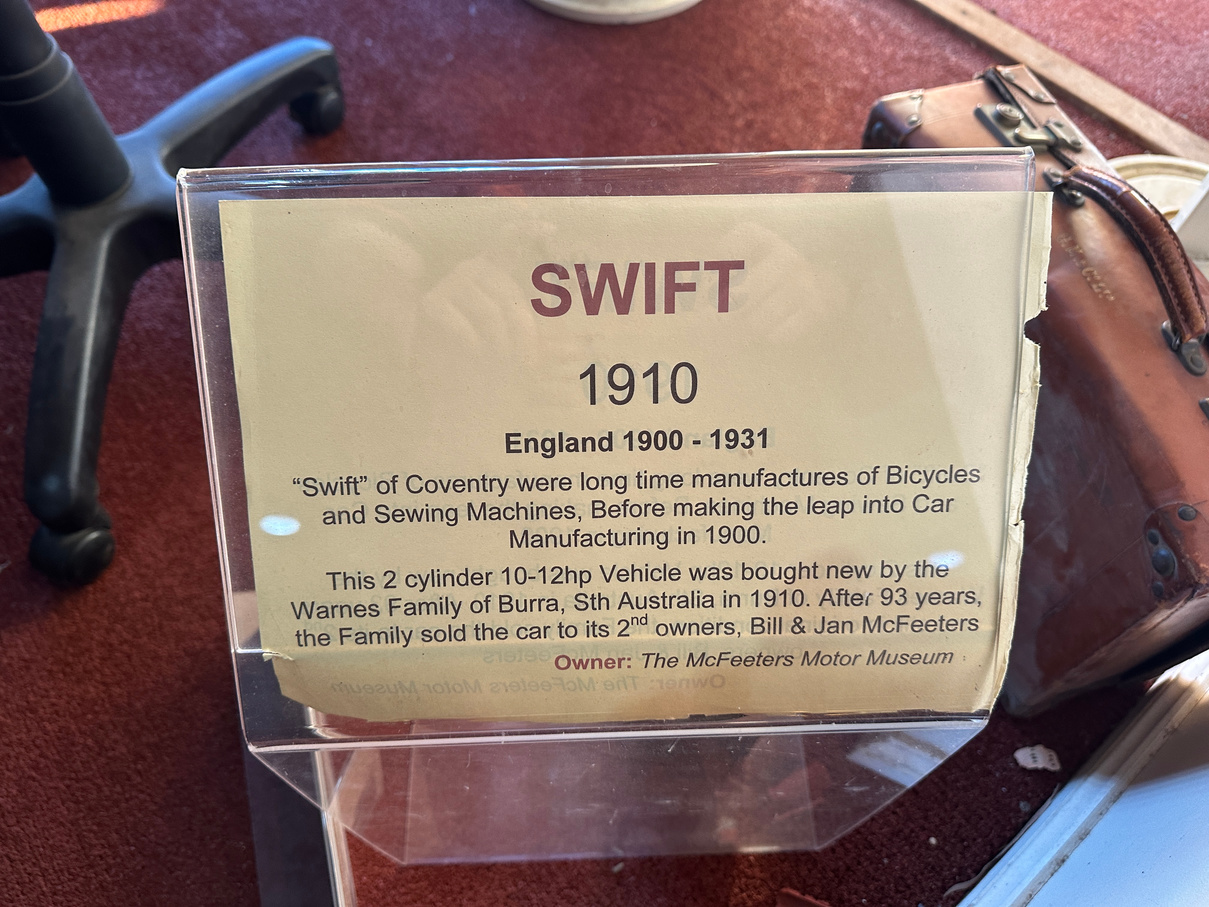 SWIFT
1910
England 1900 - 1931
“Swift” of Coventry were long time manufactures of Bicycles
and Sewing Machines, Before making the leap into Car
Manufacturing in 1900.
This 2 cylinder 10-12hp Vehicle was bought new by the
Warnes Family of Burra, Sth Australia in 1910. After 93 years,
the Family sold the car to its 2nd owners, Bill & Jan McFeeters
Owner: The McFeeters Motor Museum